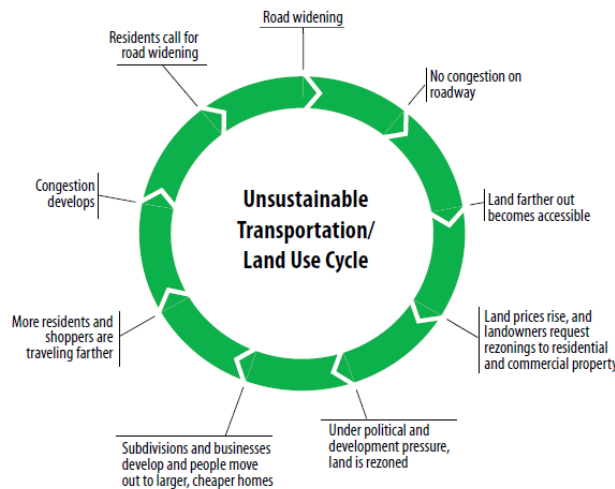 Road widening
No congestion on
roadway
Land farther out
becomes accessible
Land prices rise, and
landowners request
rezonings to residential
and commercial property
Under political and
development pressure,
land is rezoned
Subdivisions and businesses
develop and people move
out to larger, cheaper homes
More residents and
shoppers are
traveling farther
Congestion
develops
Residents call for
road widening
Unsustainable
Transportation/
Land Use Cycle